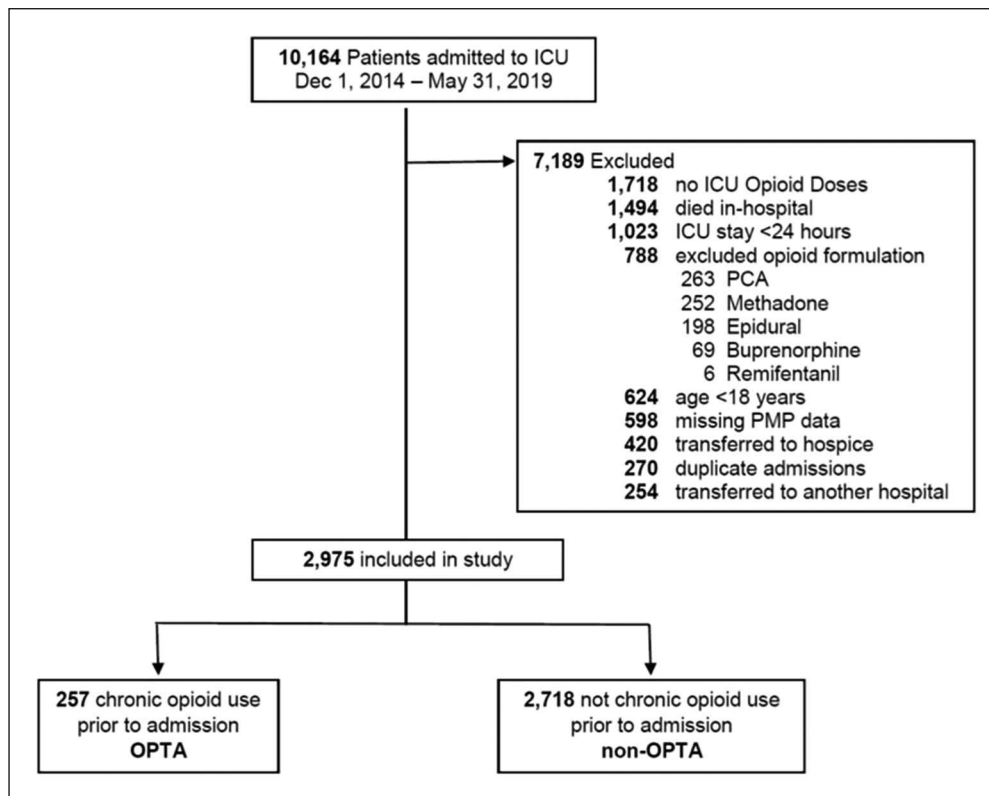 10,164 Patients admitted to ICU
Dec 1, 2014 – May 31, 2019
7,189 Excluded
1,718 no ICU Opioid Doses
1,494 died in-hospital
1,023 ICU stay <24 hours
788 excluded opioid formulation
263 PCA
252 Methadone
198 Epidural
69 Buprenorphine
6 Remifentanil
624 age <18 years
598 missing PMP data
420 transferred to hospice
270 duplicate admissions
254 transferred to another hospital
2,975 included in study
257 chronic opioid use
prior to admission
OPTA
2,718 not chronic opioid use
prior to admission
non-OPTA